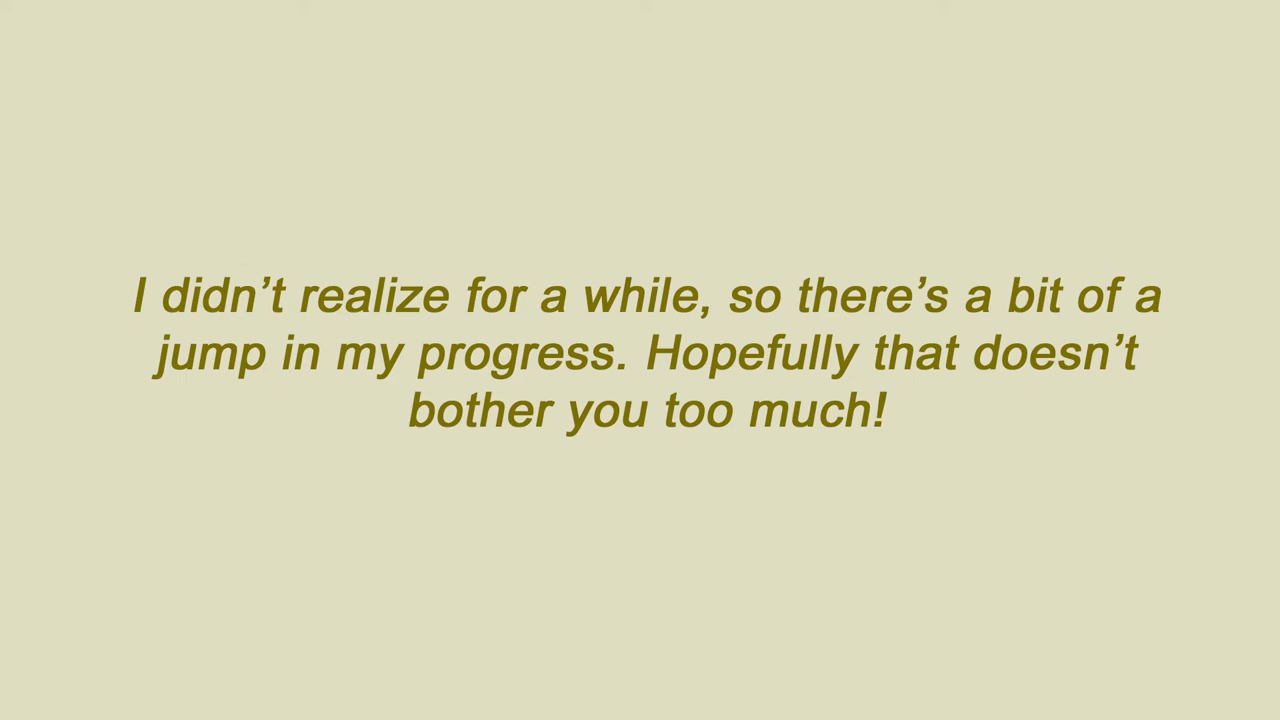 I didn’t realize for a while, so there’s a bit of a
jump in my progress. Hopefully that doesn’t
bother you too much!